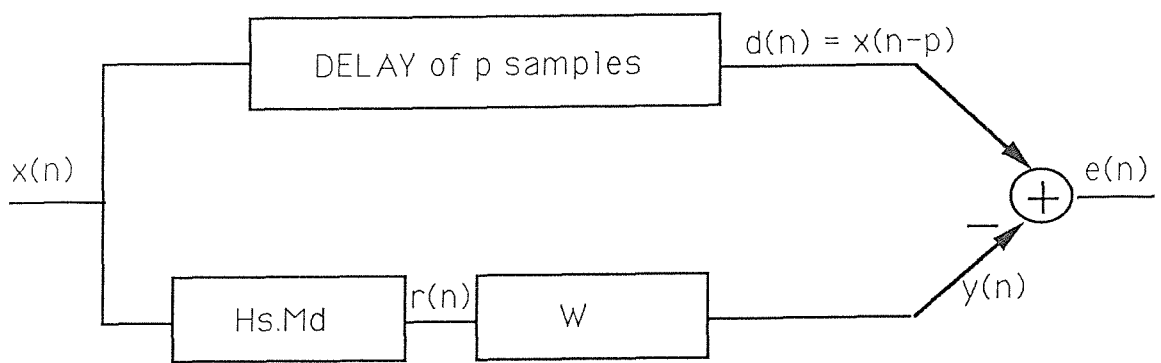 d(n) = x(n-p)
DELAY of p samples
x(n)
e(n)
+
−
Hs.Md
r(n)
W
y(n)